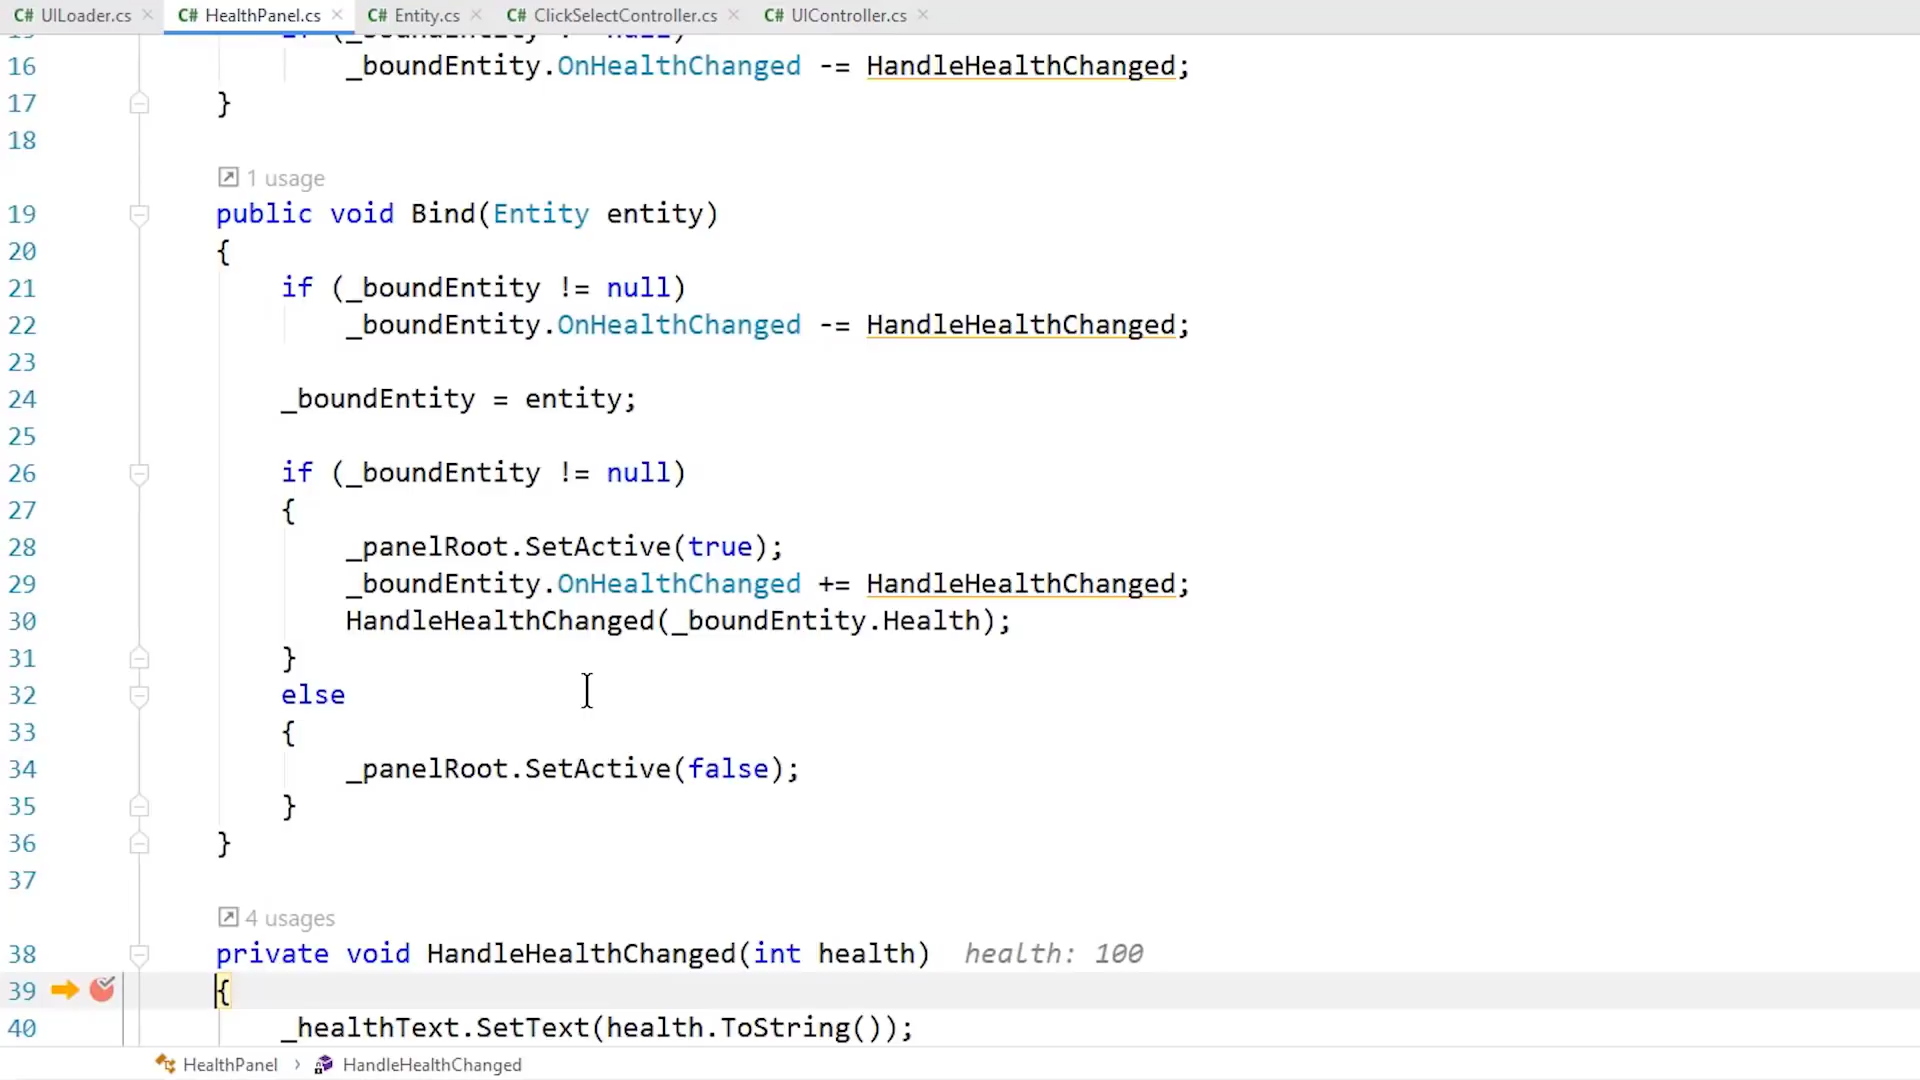 C# UILoader.cs × C# HealthPanel.cs × C# Entity.cs × C# ClickSelectController.cs × C# UIController.cs ×
16 _boundEntity.OnHealthChanged -= HandleHealthChanged;
17 }
18
1 usage
19 public void Bind(Entity entity)
20 {
21 if (_boundEntity != null)
22 _boundEntity.OnHealthChanged -= HandleHealthChanged;
23
24 _boundEntity = entity;
25
26 if (_boundEntity != null)
27 {
28 _panelRoot.SetActive(true);
29 _boundEntity.OnHealthChanged += HandleHealthChanged;
30 HandleHealthChanged(_boundEntity.Health);
31 }
32 else
33 {
34 _panelRoot.SetActive(false);
35 }
36 }
37
4 usages
38 private void HandleHealthChanged(int health) health: 100
39 {
40 _healthText.SetText(health.ToString());
HealthPanel › HandleHealthChanged